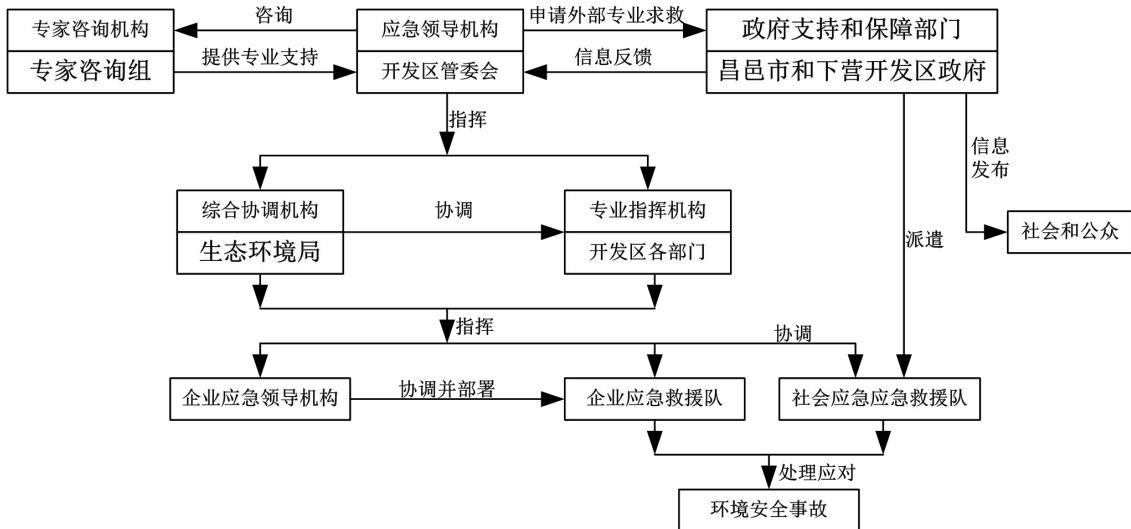 专家咨询机构
咨询
应急领导机构
申请外部专业求救
政府支持和保障部门
专家咨询组
提供专业支持
开发区管委会
信息反馈
昌邑市和下营开发区政府
指挥
信息
发布
综合协调机构
协调
专业指挥机构
社会和公众
生态环境局
开发区各部门
派遣
指挥
协调
企业应急领导机构
协调并部署
企业应急救援队
社会应急应急救援队
处理应对
环境安全事故